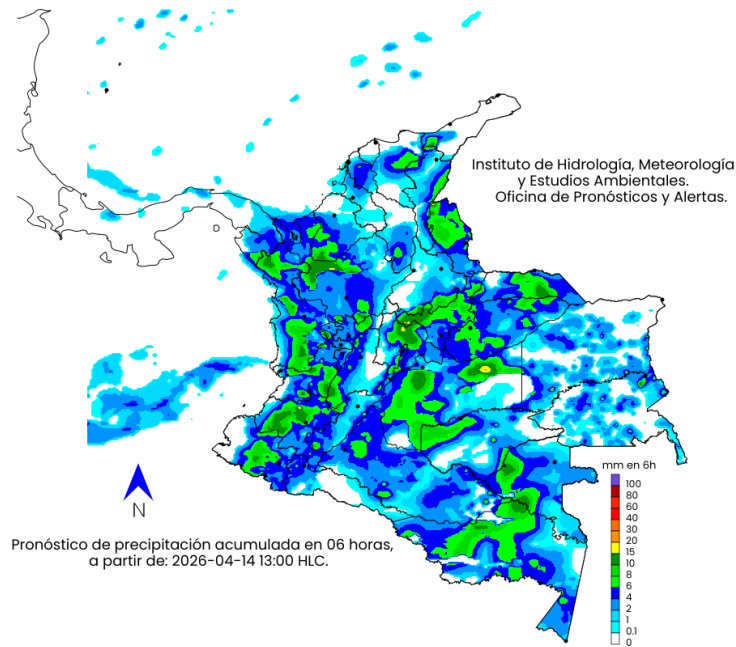 Instituto de Hidrología, Meteorología
y Estudios Ambientales.
Oficina de Pronósticos y Alertas.
mm en 6h
100
80
60
40
30
20
15
10
8
6
4
2
1
0.1
0
N
Pronóstico de precipitación acumulada en 06 horas,
a partir de: 2026-04-14 13:00 HLC.